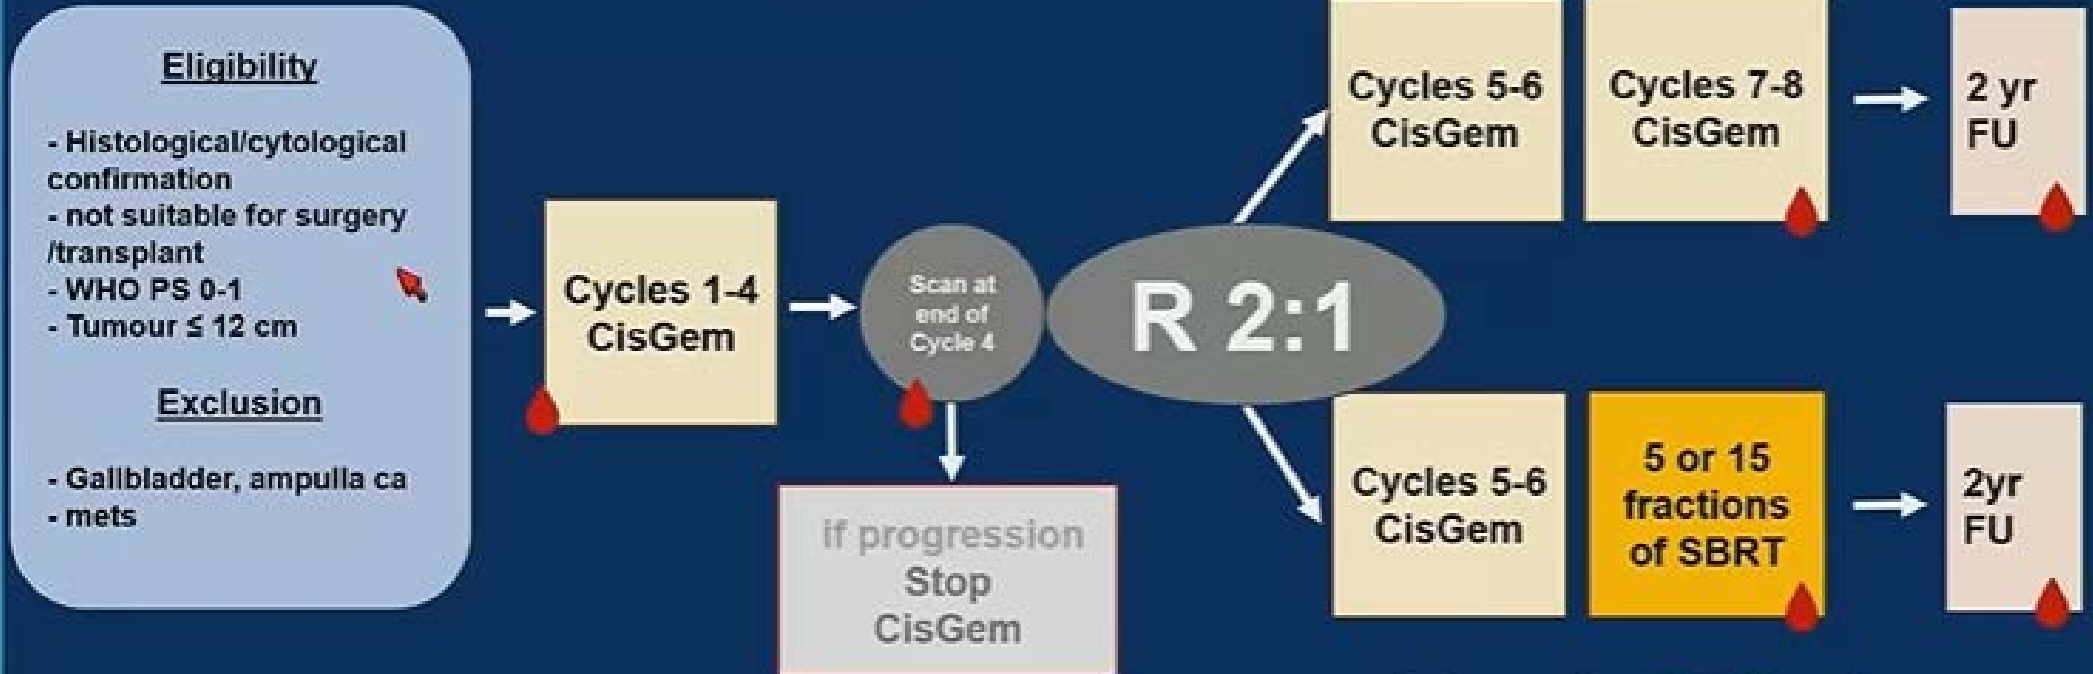 Eligibility
- Histological/cytological
confirmation
- not suitable for surgery
/transplant
- WHO PS 0-1
- Tumour ≤ 12 cm
Exclusion
- Gallbladder, ampulla ca
- mets
Cycles 1-4
CisGem
Scan at
end of
Cycle 4
if progression
Stop
CisGem
R 2:1
Cycles 5-6
CisGem
Cycles 7-8
CisGem
2 yr
FU
Cycles 5-6
CisGem
5 or 15
fractions
of SBRT
2yr
FU